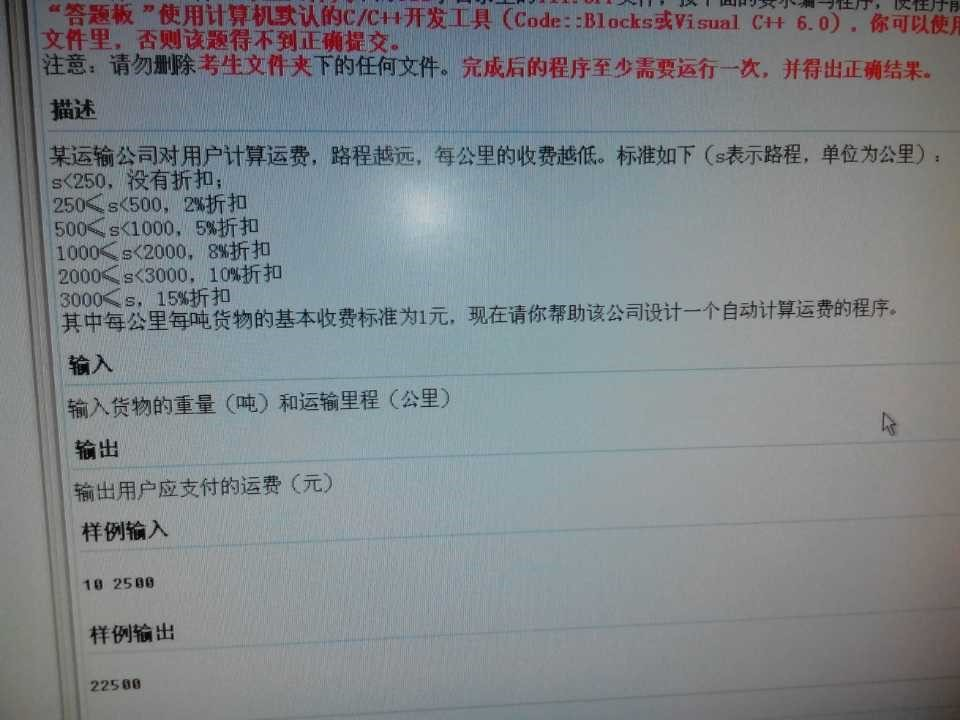 “答题板”使用计算机默认的C/C++开发工具（Code::Blocks或Visual C++ 6.0），你可以使用
文件里，否则该题得不到正确提交。
注意：请勿删除考生文件夹下的任何文件。完成后的程序至少需要运行一次，并得出正确结果。
描述
某运输公司对用户计算运费，路程越远，每公里的收费越低。标准如下（s表示路程，单位为公里）：
s<250，没有折扣；
250≤s<500，2%折扣
500≤s<1000，5%折扣
1000≤s<2000，8%折扣
2000≤s<3000，10%折扣
3000≤s，15%折扣
其中每公里每吨货物的基本收费标准为1元，现在请你帮助该公司设计一个自动计算运费的程序。
输入
输入货物的重量（吨）和运输里程（公里）
输出
输出用户应支付的运费（元）
样例输入
10 2500
样例输出
22500